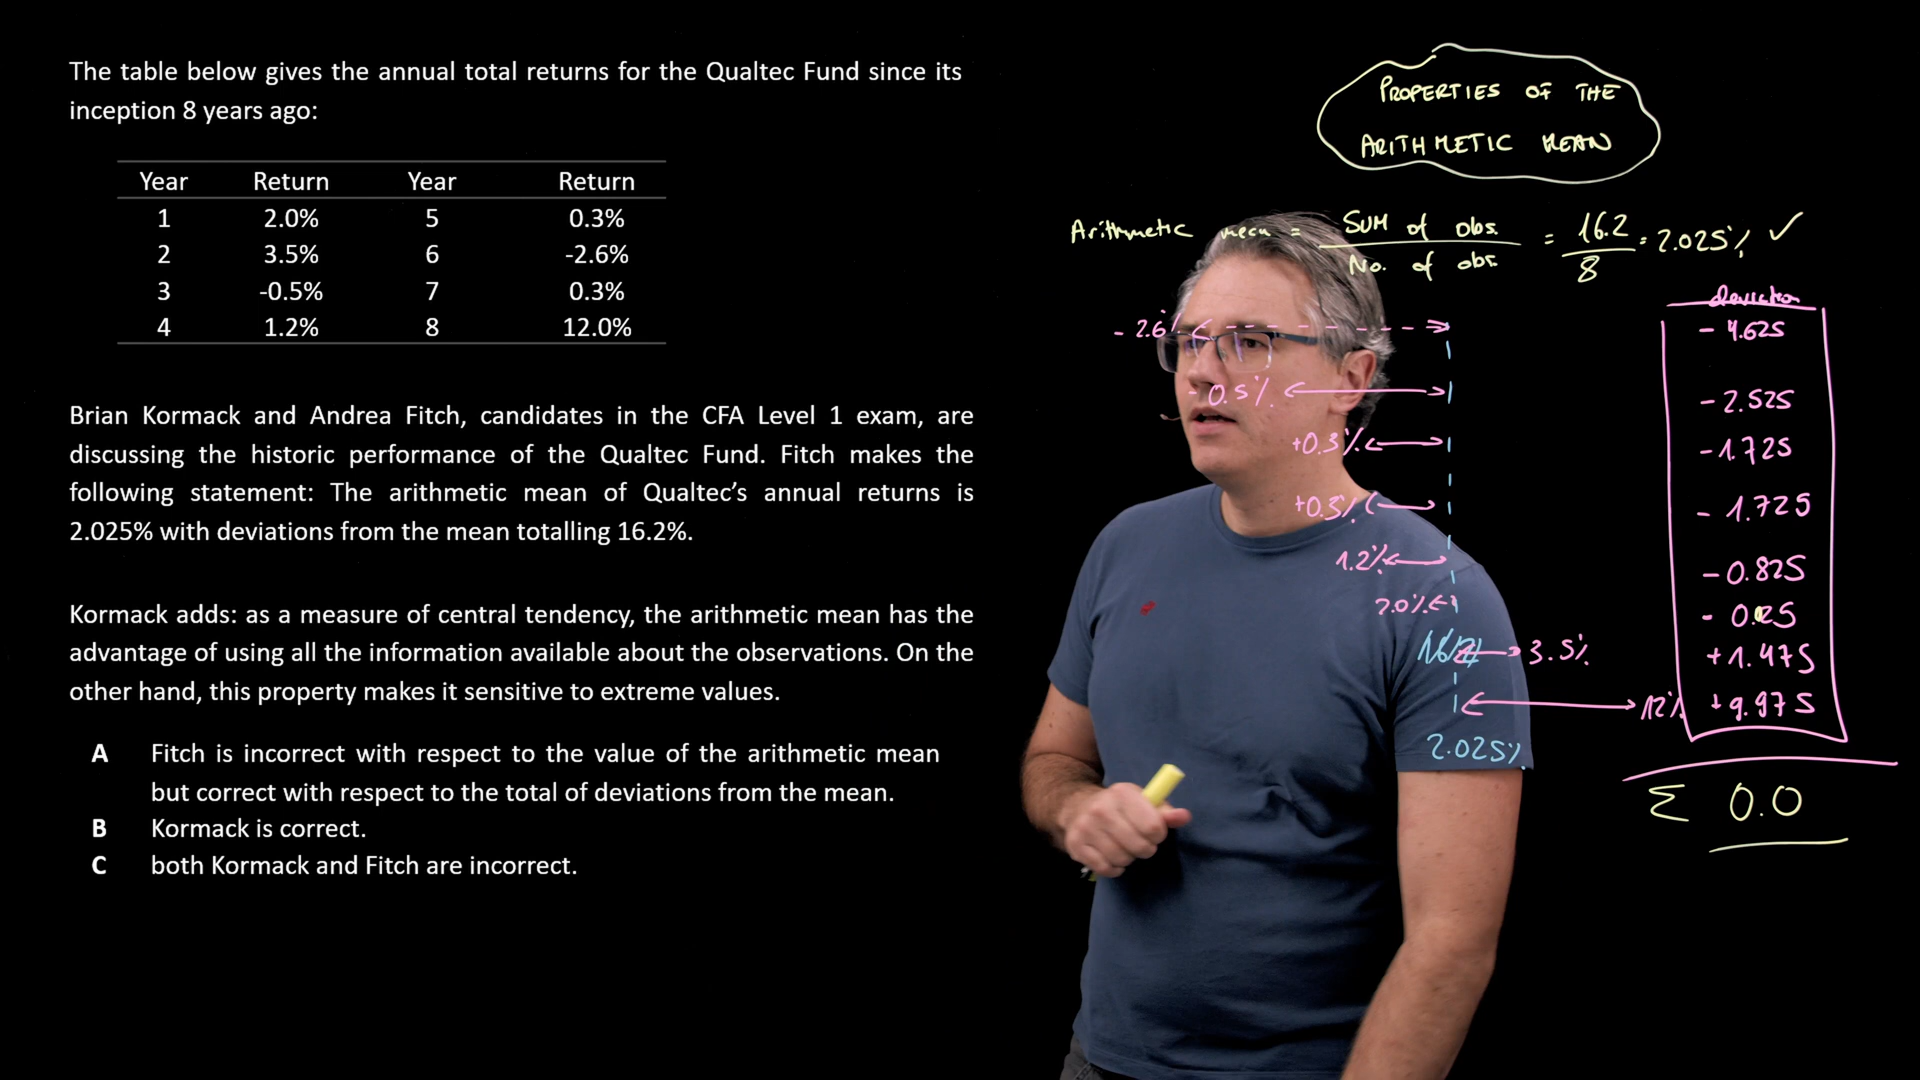 The table below gives the annual total returns for the Qualtec Fund since its
inception 8 years ago:
Year Return Year Return
1 2.0% 5 0.3%
2 3.5% 6 -2.6%
3 -0.5% 7 0.3%
4 1.2% 8 12.0%
Brian Kormack and Andrea Fitch, candidates in the CFA Level 1 exam, are
discussing the historic performance of the Qualtec Fund. Fitch makes the
following statement: The arithmetic mean of Qualtec’s annual returns is
2.025% with deviations from the mean totalling 16.2%.
Kormack adds: as a measure of central tendency, the arithmetic mean has the
advantage of using all the information available about the observations. On the
other hand, this property makes it sensitive to extreme values.
A Fitch is incorrect with respect to the value of the arithmetic mean
but correct with respect to the total of deviations from the mean.
B Kormack is correct.
C both Kormack and Fitch are incorrect.
PROPERTIES OF THE
ARITHMETIC MEAN
Arithmetic mean = SUM of obs. / No. of obs. = 16.2 / 8 = 2.025% ✓
deviation
-2.6% -4.625
-0.5% -2.525
+0.3% -1.725
+0.3% -1.725
1.2% -0.825
2.0% -0.025
3.5% +1.475
12% +9.975
2.025%
Σ 0.0